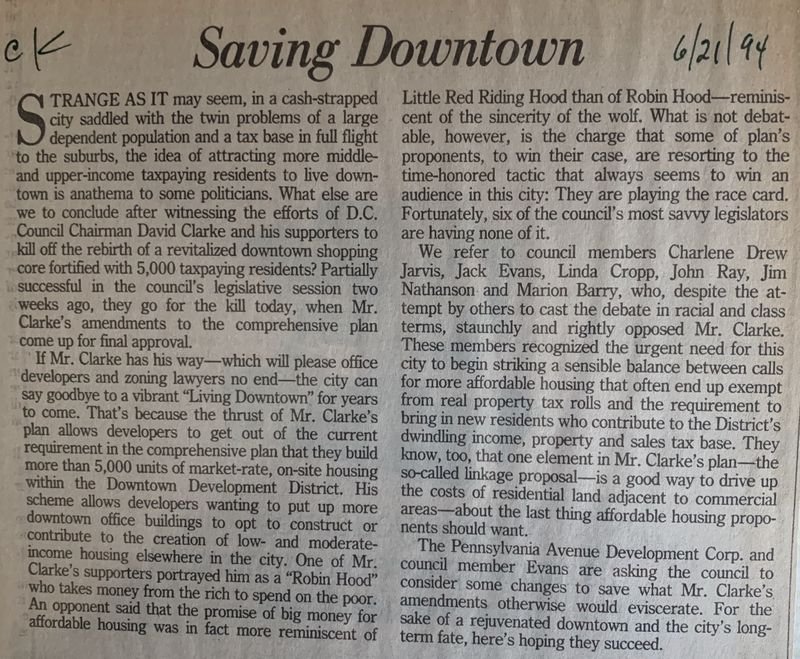 C K
Saving Downtown
6/21/94
STRANGE AS IT may seem, in a cash-strapped
city saddled with the twin problems of a large
dependent population and a tax base in full flight
to the suburbs, the idea of attracting more middle-
and upper-income taxpaying residents to live down-
town is anathema to some politicians. What else are
we to conclude after witnessing the efforts of D.C.
Council Chairman David Clarke and his supporters to
kill off the rebirth of a revitalized downtown shopping
core fortified with 5,000 taxpaying residents? Partially
successful in the council's legislative session two
weeks ago, they go for the kill today, when Mr.
Clarke's amendments to the comprehensive plan
come up for final approval.
If Mr. Clarke has his way—which will please office
developers and zoning lawyers no end—the city can
say goodbye to a vibrant "Living Downtown" for years
to come. That's because the thrust of Mr. Clarke's
plan allows developers to get out of the current
requirement in the comprehensive plan that they build
more than 5,000 units of market-rate, on-site housing
within the Downtown Development District. His
scheme allows developers wanting to put up more
downtown office buildings to opt to construct or
contribute to the creation of low- and moderate-
income housing elsewhere in the city. One of Mr.
Clarke's supporters portrayed him as a "Robin Hood"
who takes money from the rich to spend on the poor.
An opponent said that the promise of big money for
affordable housing was in fact more reminiscent of
Little Red Riding Hood than of Robin Hood—reminis-
cent of the sincerity of the wolf. What is not debat-
able, however, is the charge that some of plan's
proponents, to win their case, are resorting to the
time-honored tactic that always seems to win an
audience in this city: They are playing the race card.
Fortunately, six of the council's most savvy legislators
are having none of it.
We refer to council members Charlene Drew
Jarvis, Jack Evans, Linda Cropp, John Ray, Jim
Nathanson and Marion Barry, who, despite the at-
tempt by others to cast the debate in racial and class
terms, staunchly and rightly opposed Mr. Clarke.
These members recognized the urgent need for this
city to begin striking a sensible balance between calls
for more affordable housing that often end up exempt
from real property tax rolls and the requirement to
bring in new residents who contribute to the District's
dwindling income, property and sales tax base. They
know, too, that one element in Mr. Clarke's plan—the
so-called linkage proposal—is a good way to drive up
the costs of residential land adjacent to commercial
areas—about the last thing affordable housing propo-
nents should want.
The Pennsylvania Avenue Development Corp. and
council member Evans are asking the council to
consider some changes to save what Mr. Clarke's
amendments otherwise would eviscerate. For the
sake of a rejuvenated downtown and the city's long-
term fate, here's hoping they succeed.